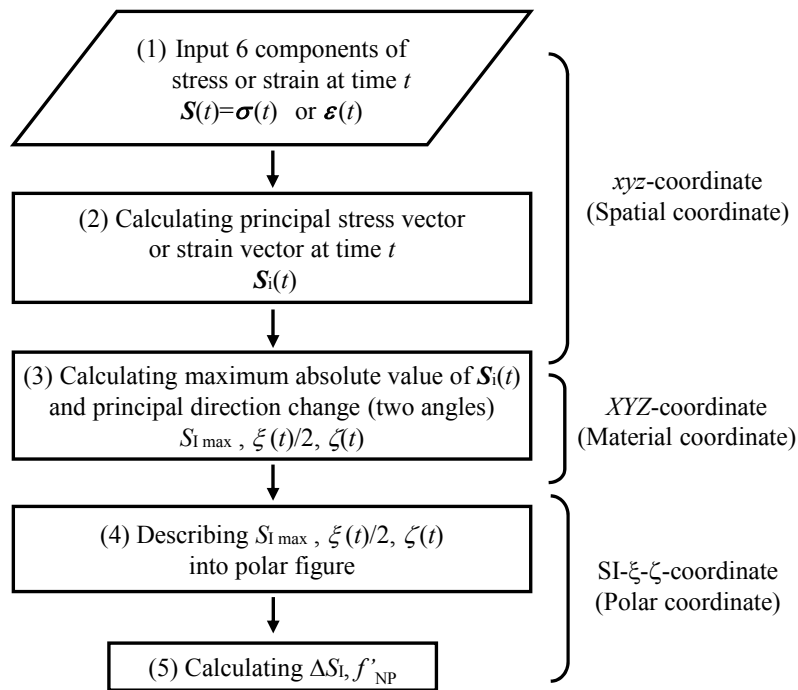 (1) Input 6 components of
stress or strain at time t
S(t)=σ(t) or ε(t)
xyz-coordinate
(Spatial coordinate)
(2) Calculating principal stress vector
or strain vector at time t
Si(t)
(3) Calculating maximum absolute value of Si(t)
and principal direction change (two angles)
SI max , ξ(t)/2, ζ(t)
XYZ-coordinate
(Material coordinate)
(4) Describing SI max , ξ(t)/2, ζ(t)
into polar figure
SI-ξ-ζ-coordinate
(Polar coordinate)
(5) Calculating ΔSI, f’NP